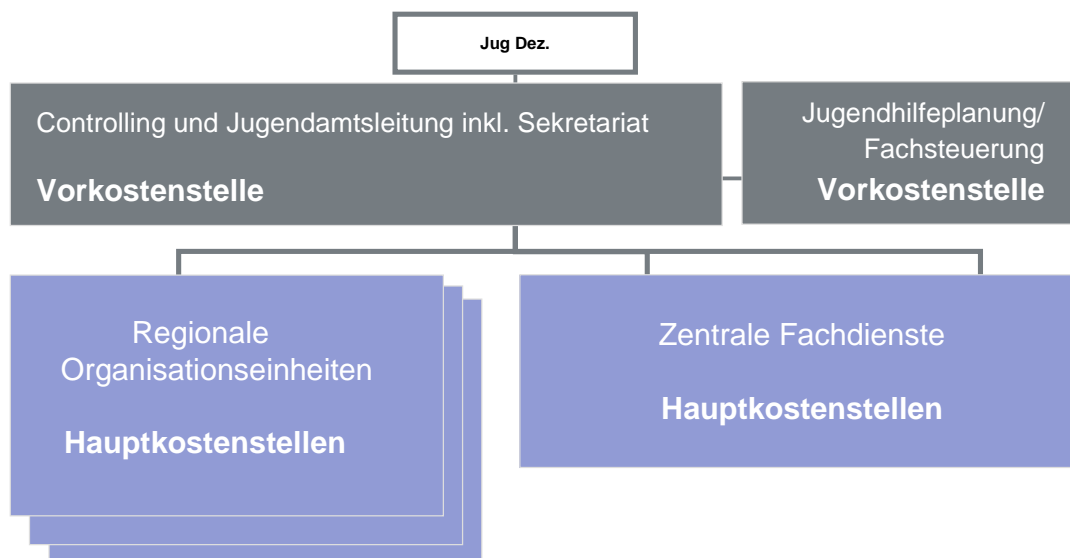 Jug Dez.
Controlling und Jugendamtsleitung inkl. Sekretariat
Vorkostenstelle
Jugendhilfeplanung/
Fachsteuerung
Vorkostenstelle
Regionale
Organisationseinheiten
Hauptkostenstellen
Zentrale Fachdienste
Hauptkostenstellen